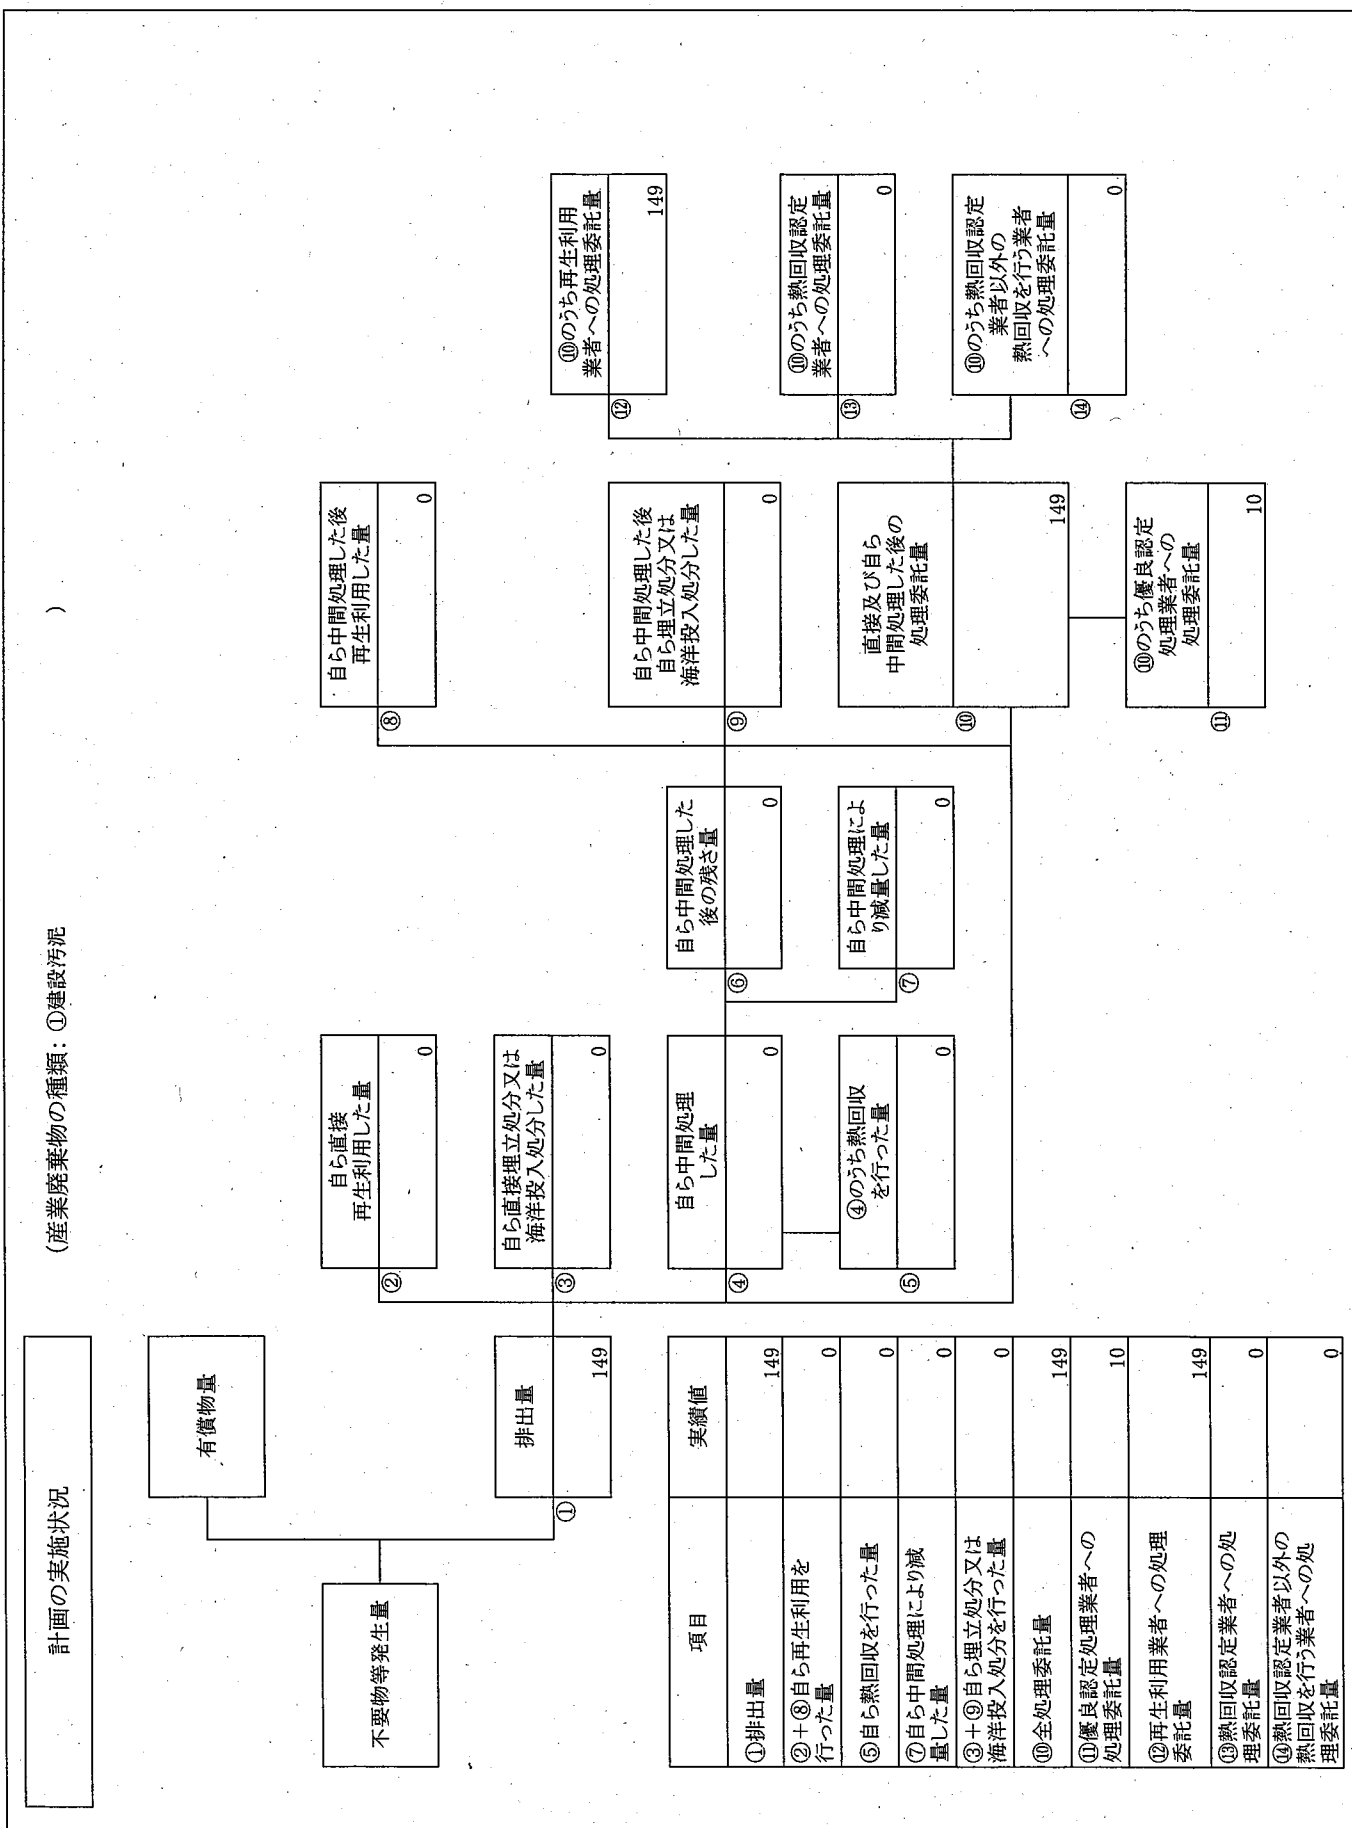 計画の実施状況
(産業廃棄物の種類：①建設汚泥
)
不要物等発生量
有償物量
排出量
①
149
自ら直接
再生利用した量
②
0
自ら直接埋立処分又は
海洋投入処分した量
③
0
自ら中間処理
した量
④
0
④のうち熱回収
を行った量
⑤
0
自ら中間処理した
後の残さ量
⑥
0
自ら中間処理によ
り減量した量
⑦
0
自ら中間処理した後
再生利用した量
⑧
0
自ら中間処理した後
自ら埋立処分又は
海洋投入処分した量
⑨
0
直接及び自ら
中間処理した後の
処理委託量
⑩
149
⑩のうち優良認定
処理業者への
処理委託量
⑪
10
⑩のうち再生利用
業者への処理委託量
⑫
149
⑩のうち熱回収認定
業者への処理委託量
⑬
0
⑩のうち熱回収認定
業者以外の
熱回収を行う業者
への処理委託量
⑭
0
項目 実績値
①排出量 149
②＋⑧自ら再生利用を
行った量 0
⑤自ら熱回収を行った量 0
⑦自ら中間処理により減
量した量 0
③＋⑨自ら埋立処分又は
海洋投入処分を行った量 0
⑩全処理委託量 149
⑪優良認定処理業者への
処理委託量 10
⑫再生利用業者への処理
委託量 149
⑬熱回収認定業者への処
理委託量 0
⑭熱回収認定業者以外の
熱回収を行う業者への処
理委託量 0